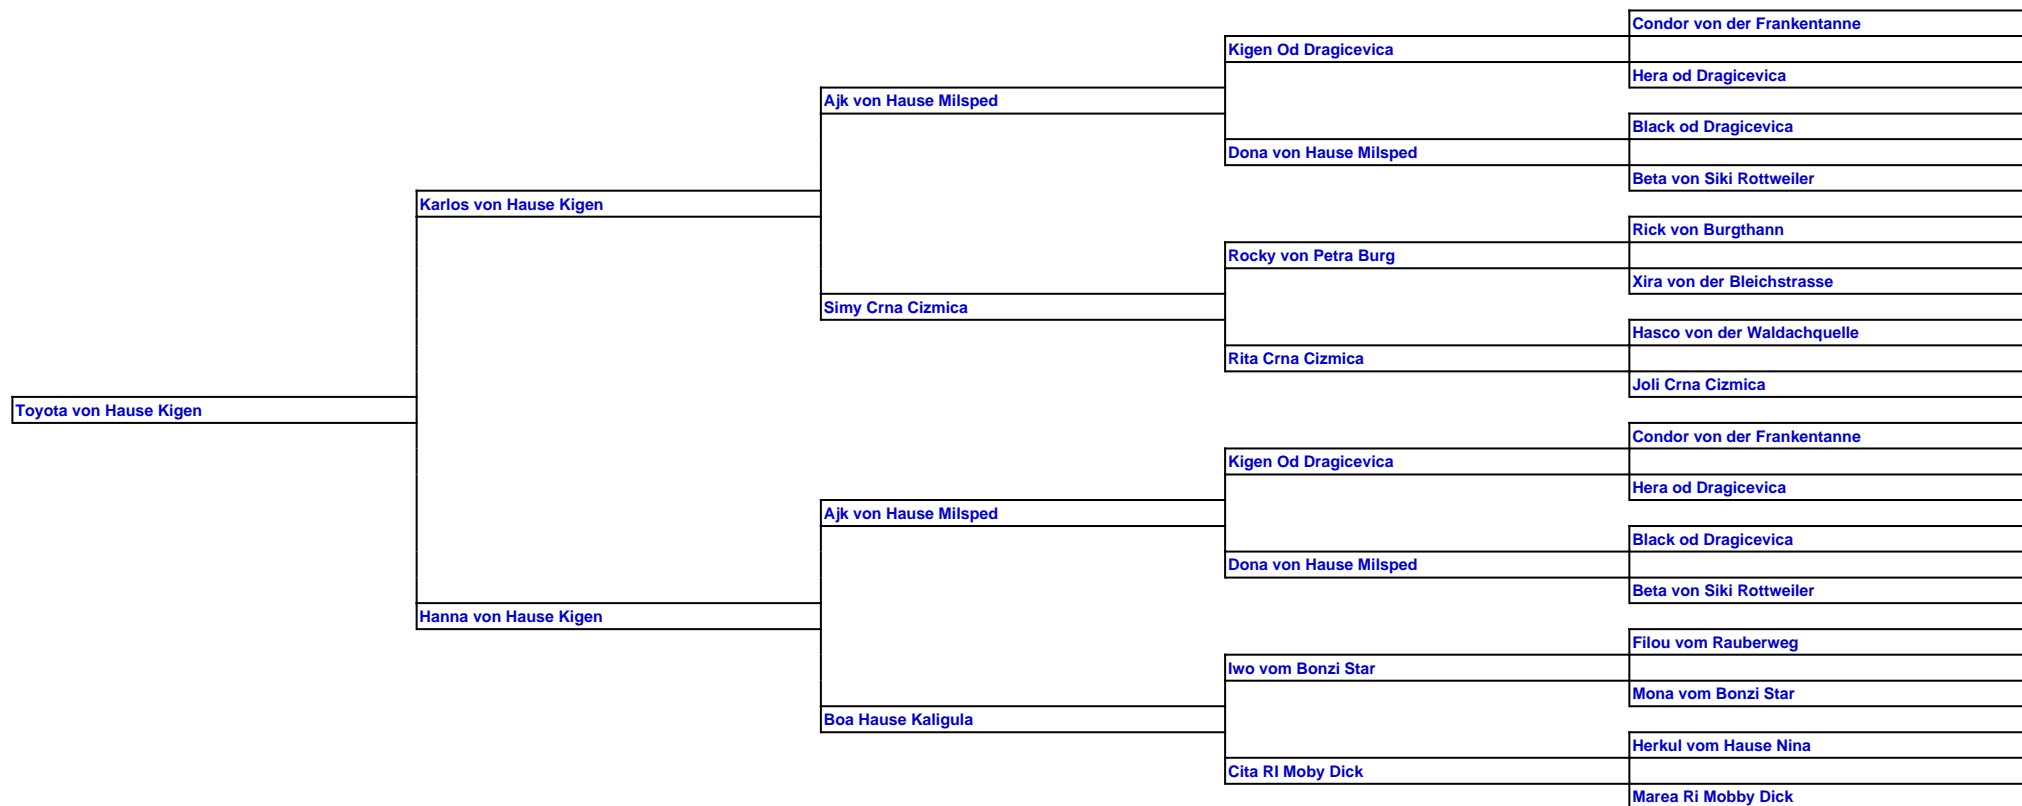 Condor von der Frankentanne
Kigen Od Dragicevica
Hera od Dragicevica
Ajk von Hause Milsped
Black od Dragicevica
Dona von Hause Milsped
Beta von Siki Rottweiler
Karlos von Hause Kigen
Rick von Burgthann
Rocky von Petra Burg
Xira von der Bleichstrasse
Simy Crna Cizmica
Hasco von der Waldachquelle
Rita Crna Cizmica
Joli Crna Cizmica
Toyota von Hause Kigen
Condor von der Frankentanne
Kigen Od Dragicevica
Hera od Dragicevica
Ajk von Hause Milsped
Black od Dragicevica
Dona von Hause Milsped
Beta von Siki Rottweiler
Hanna von Hause Kigen
Filou vom Rauberweg
Iwo vom Bonzi Star
Mona vom Bonzi Star
Boa Hause Kaligula
Herkul vom Hause Nina
Cita RI Moby Dick
Marea Ri Mobby Dick